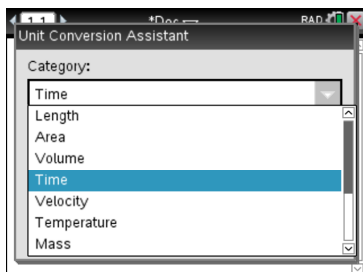 1.1 *Doc RAD
Unit Conversion Assistant
Category:
Time
Length
Area
Volume
Time
Velocity
Temperature
Mass